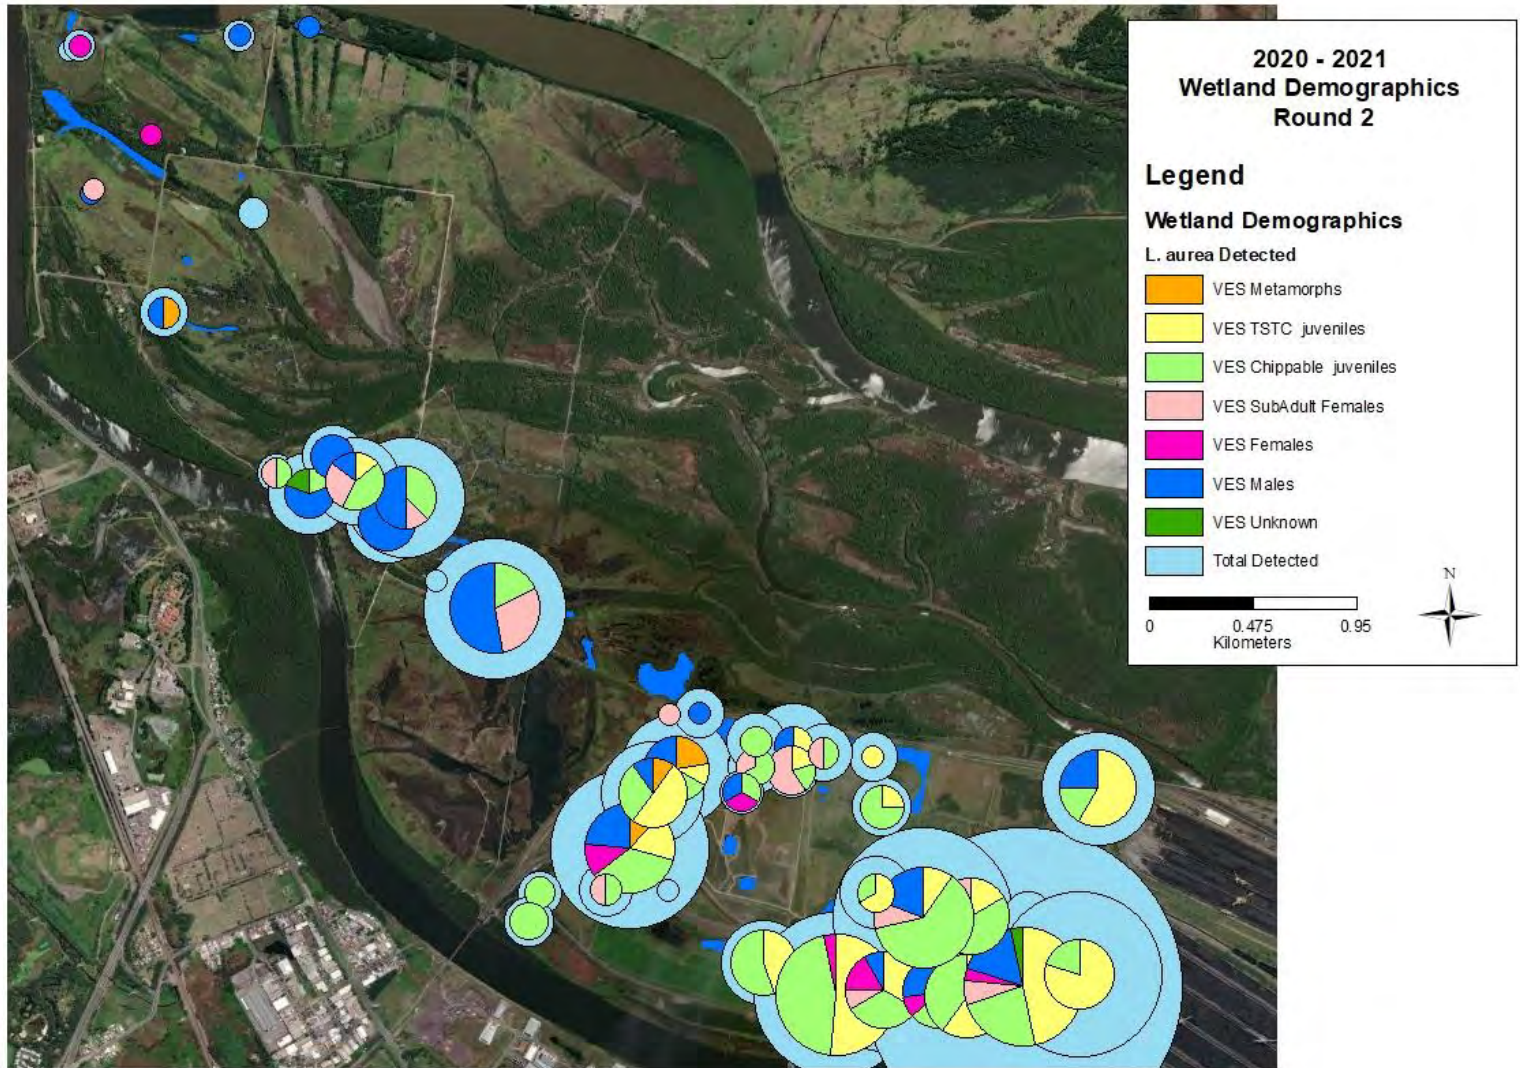 2020 - 2021
Wetland Demographics
Round 2
Legend
Wetland Demographics
L. aurea Detected
VES Metamorphs
VES TSTC juveniles
VES Chippable juveniles
VES SubAdult Females
VES Females
VES Males
VES Unknown
Total Detected
N
0 0.475 0.95
Kilometers